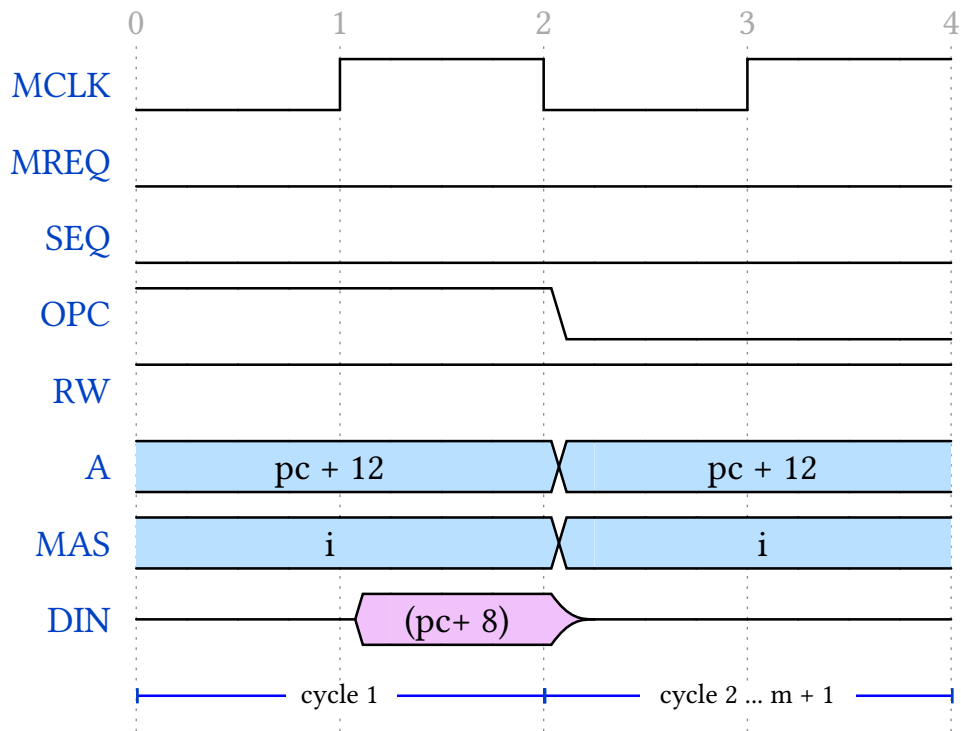 0 1 2 3 4
MCLK
MREQ
SEQ
OPC
RW
A pc + 12 pc + 12
MAS i i
DIN (pc+ 8)
cycle 1 cycle 2 ... m + 1